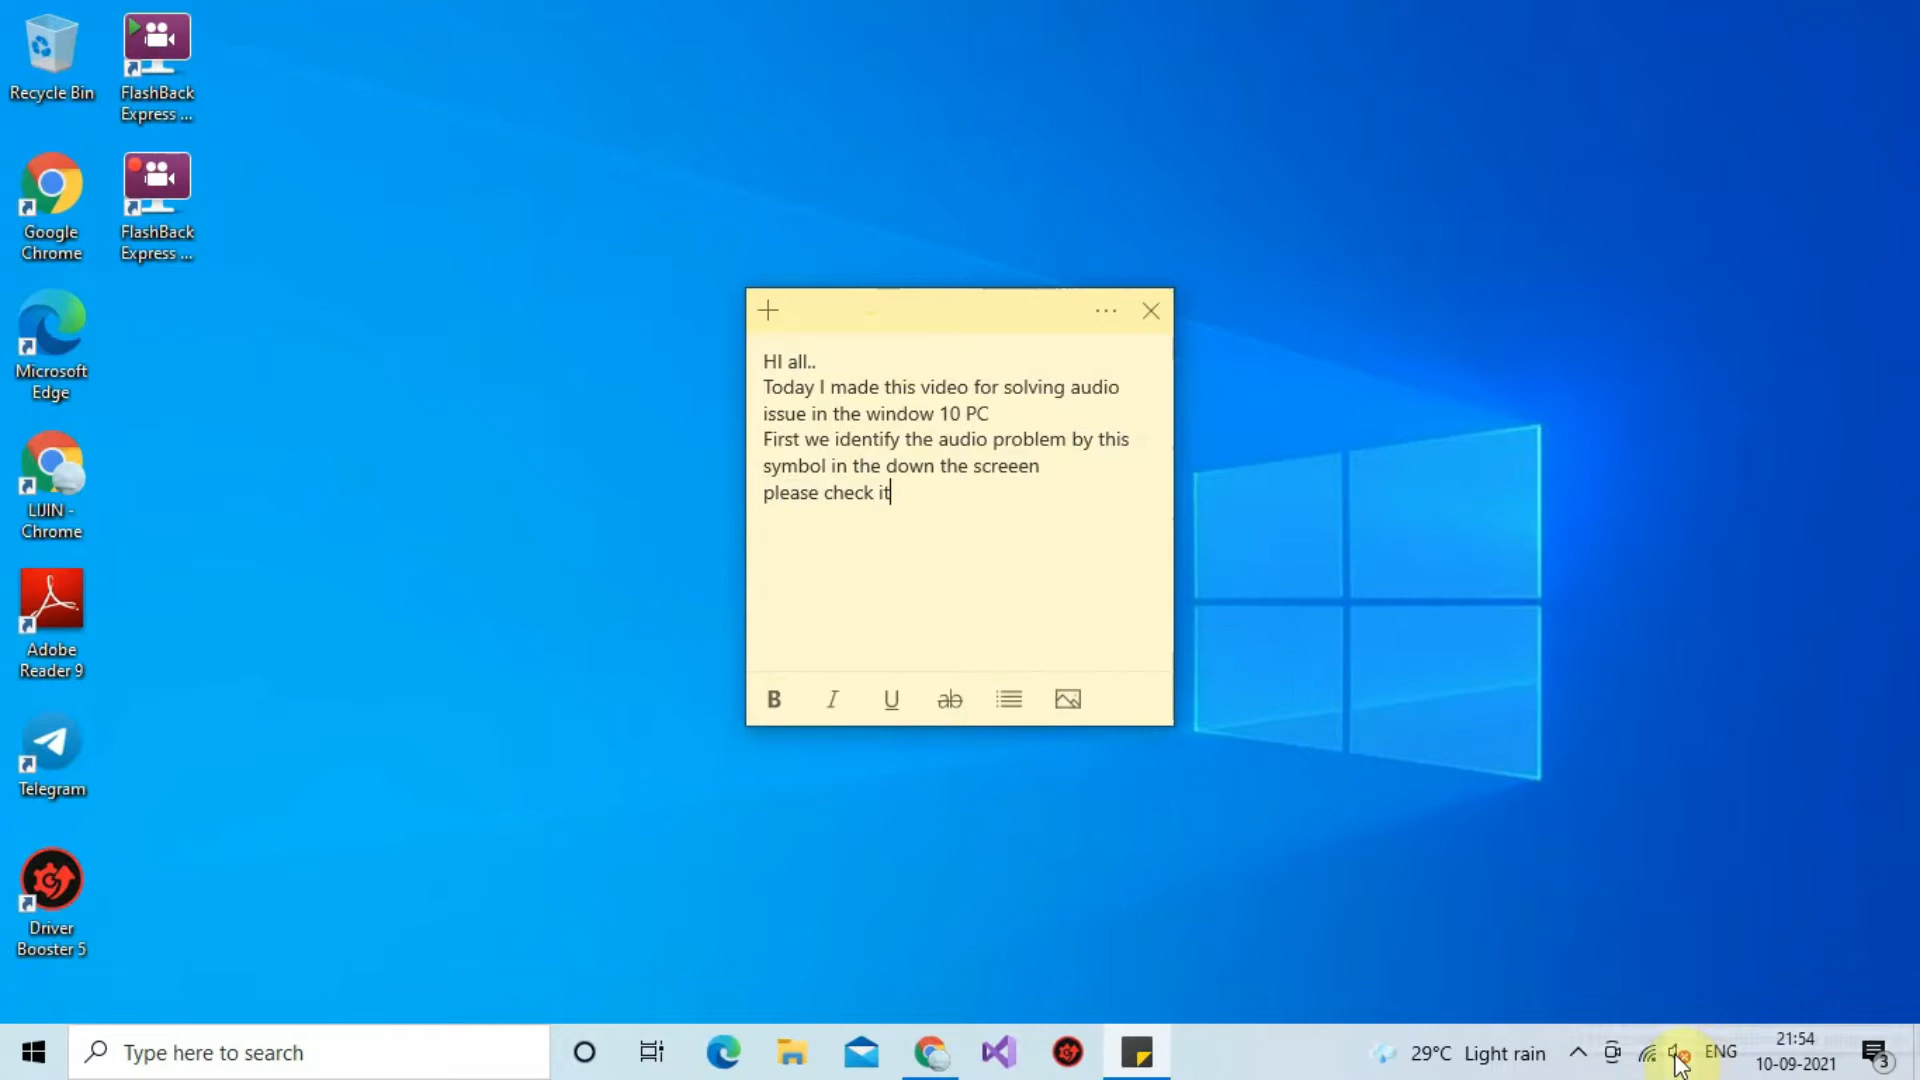 Recycle Bin
FlashBack
Express ...
Google
Chrome
FlashBack
Express ...
Microsoft
Edge
LIJIN -
Chrome
Adobe
Reader 9
Telegram
Driver
Booster 5
HI all..
Today I made this video for solving audio
issue in the window 10 PC
First we identify the audio problem by this
symbol in the down the screeen
please check it
B I U ab
Type here to search
29°C Light rain
ENG
21:54
10-09-2021
3